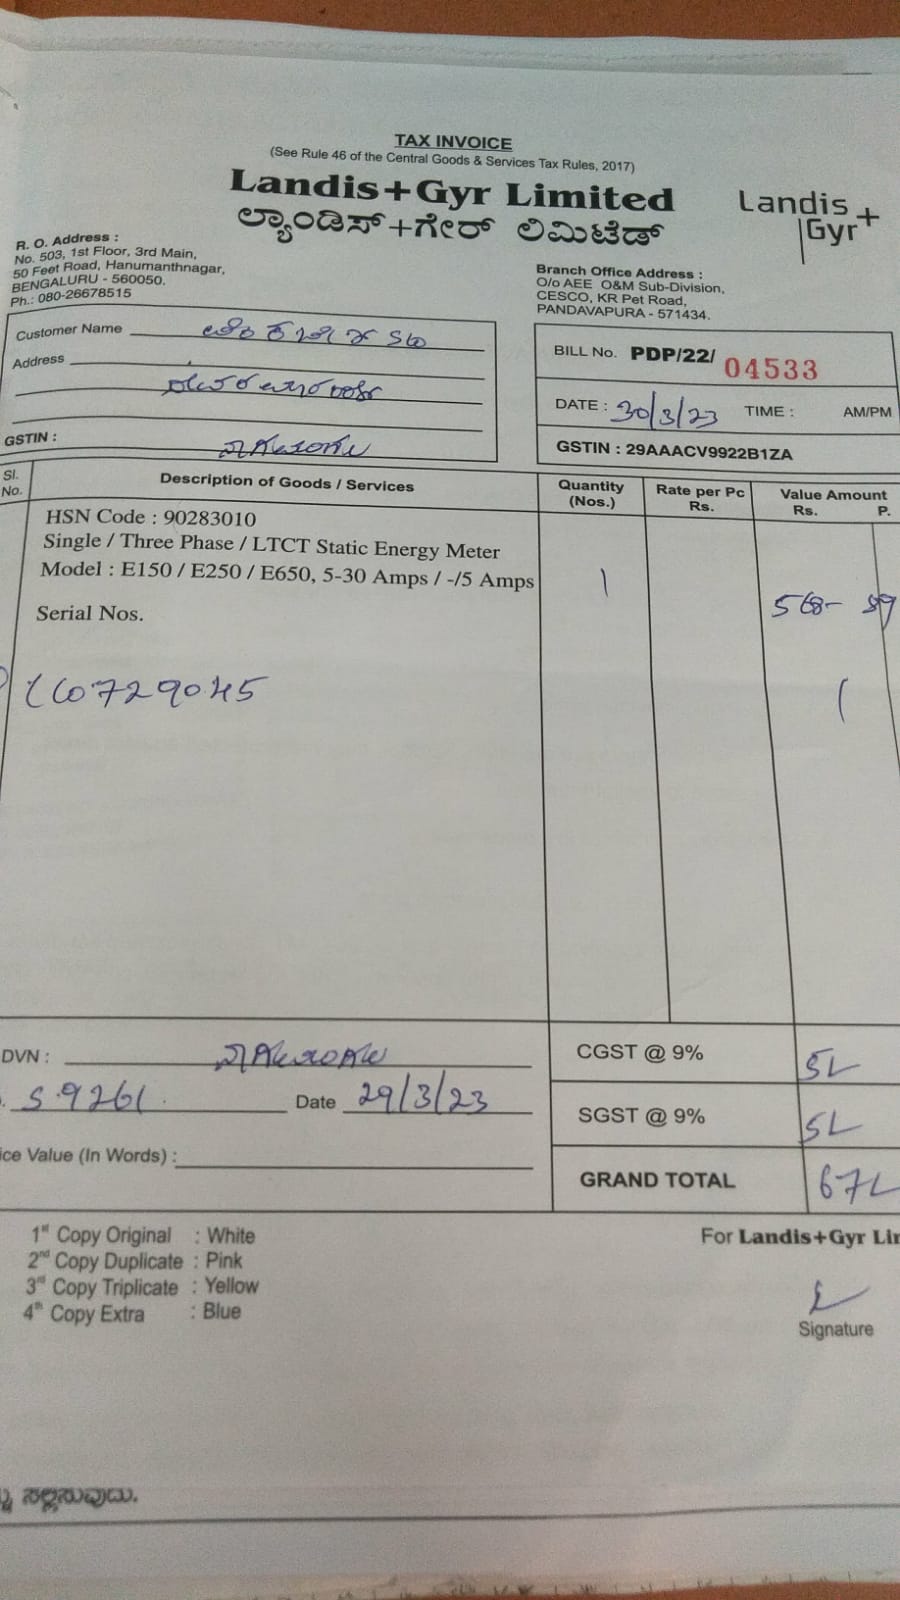 TAX INVOICE
(See Rule 46 of the Central Goods & Services Tax Rules, 2017)
Landis+Gyr Limited
ಲ್ಯಾಂಡಿಸ್+ಗೇರ್ ಲಿಮಿಟೆಡ್
Landis
Gyr+
R. O. Address :
No. 503, 1st Floor, 3rd Main,
50 Feet Road, Hanumanthnagar,
BENGALURU - 560050.
Ph.: 080-26678515
Branch Office Address :
O/o AEE O&M Sub-Division,
CESCO, KR Pet Road,
PANDAVAPURA - 571434.
Customer Name
Address
GSTIN :
BILL No. PDP/22/ 04533
DATE : 30/3/23 TIME : AM/PM
GSTIN : 29AAACV9922B1ZA
Sl. No. Description of Goods / Services Quantity (Nos.) Rate per Pc Rs. Value Amount Rs. P.
HSN Code : 90283010
Single / Three Phase / LTCT Static Energy Meter
Model : E150 / E250 / E650, 5-30 Amps / -/5 Amps 1
Serial Nos. 568-
DVN : CGST @ 9%
59261 Date 29/3/23
SGST @ 9%
ice Value (In Words) :
GRAND TOTAL
1st Copy Original : White
2nd Copy Duplicate : Pink
3rd Copy Triplicate : Yellow
4th Copy Extra : Blue
For Landis+Gyr Lir
Signature
ಸಲ್ಲಿಸುವುದು.